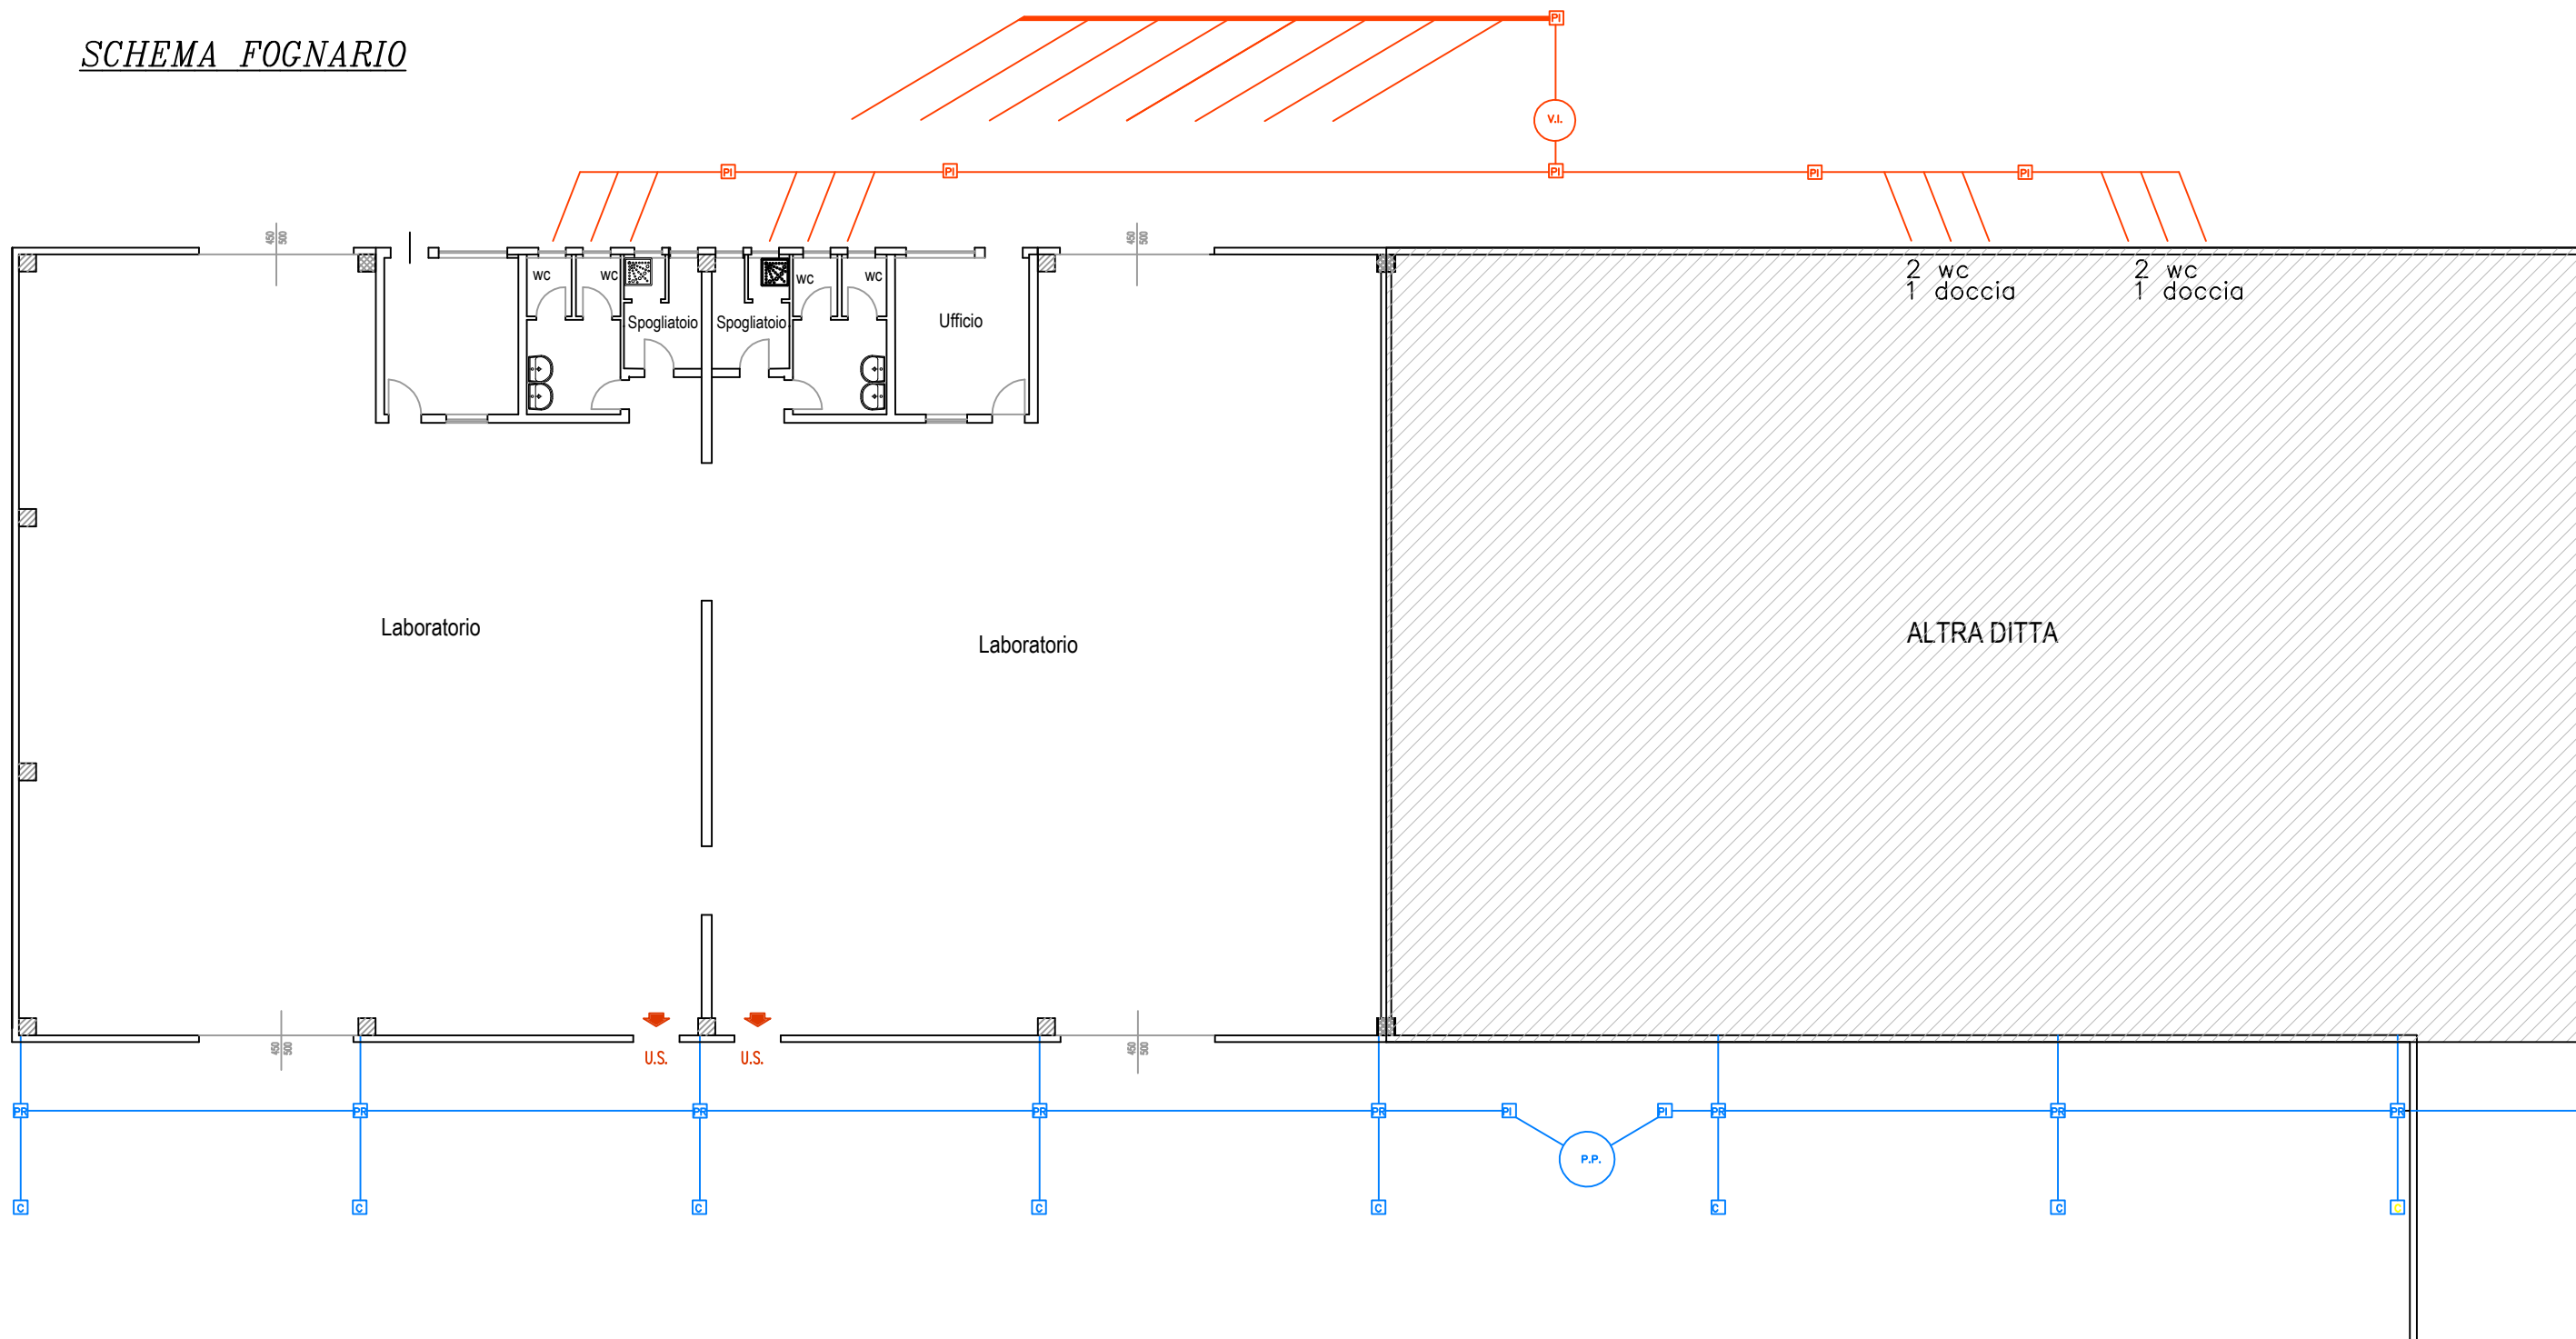 SCHEMA FOGNARIO
PI
V.I.
PI
PI
PI
PI
PI
450
500
450
500
wc
wc
wc
wc
2 wc
1 doccia
2 wc
1 doccia
Spogliatoio
Spogliatoio
Ufficio
Laboratorio
Laboratorio
ALTRA DITTA
450
500
U.S.
U.S.
450
500
PR
PR
PR
PR
PR
PI
PI
PR
PR
PR
P.P.
C
C
C
C
C
C
C
C